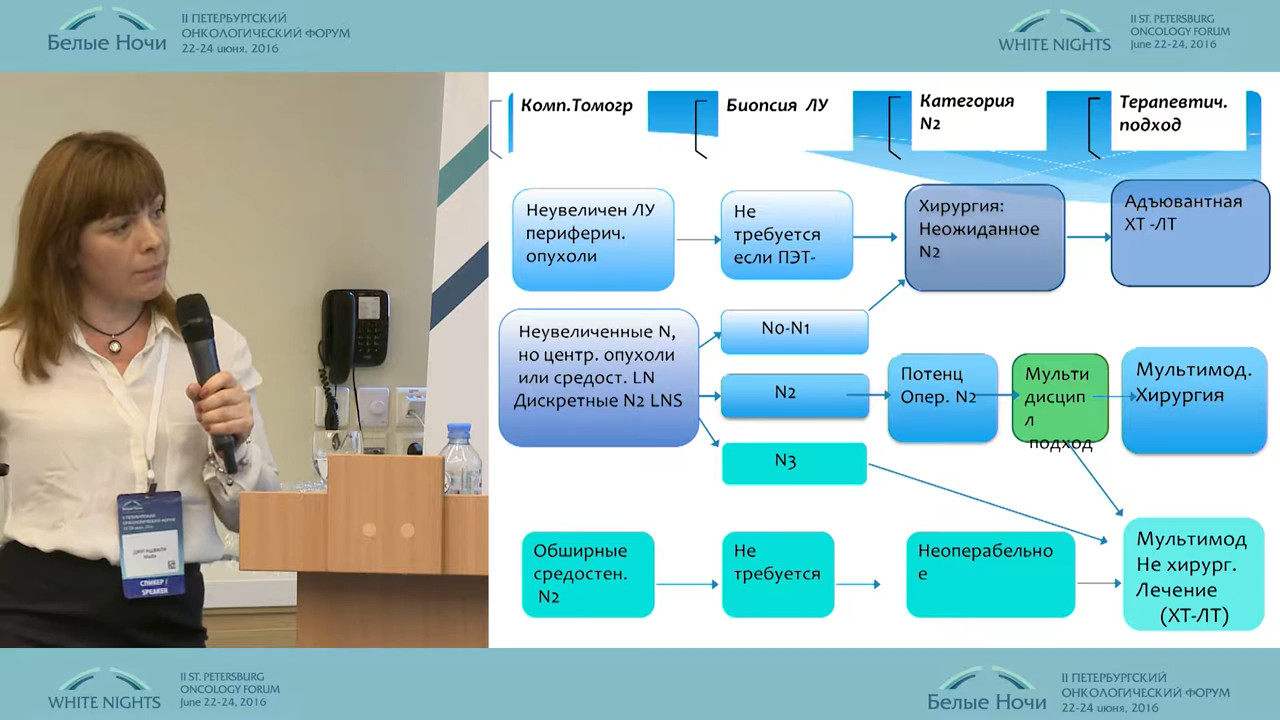 II ПЕТЕРБУРГСКИЙ
ОНКОЛОГИЧЕСКИЙ ФОРУМ
Белые Ночи
22-24 июня, 2016
II ST. PETERSBURG
ONCOLOGY FORUM
WHITE NIGHTS
June 22-24, 2016
Комп.Томогр
Биопсия ЛУ
Категория
N2
Терапевтич.
подход
Неувеличен ЛУ
периферич.
опухоли
Не
требуется
если ПЭТ-
Хирургия:
Неожиданное
N2
Адъювантная
ХТ -ЛТ
Неувеличенные N,
но центр. опухоли
или средост. LN
Дискретные N2 LNS
N0-N1
N2
N3
Потенц
Опер. N2
Мульти
дисцип
л
подход
Мультимод.
Хирургия
Обширные
средостен.
N2
Не
требуется
Неоперабельно
е
Мультимод
Не хирург.
Лечение
(ХТ-ЛТ)
СПИКЕР /
SPEAKER
WHITE NIGHTS
II ST. PETERSBURG
ONCOLOGY FORUM
June 22-24, 2016
Белые Ночи
II ПЕТЕРБУРГСКИЙ
ОНКОЛОГИЧЕСКИЙ ФОРУМ
22-24 июня, 2016